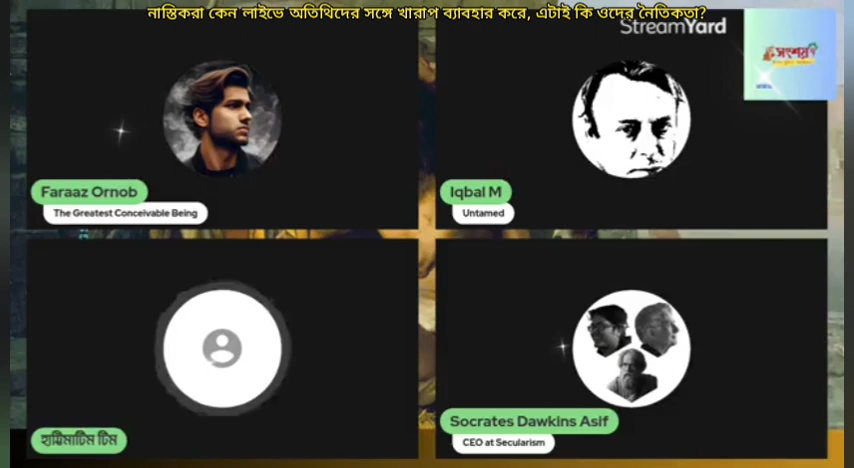 নাস্তিকরা কেন লাইভে অতিথিদের সঙ্গে খারাপ ব্যাবহার করে, এটাই কি ওদের নৈতিকতা?
StreamYard
সংশয়
Faraaz Ornob
The Greatest Conceivable Being
Iqbal M
Untamed
হাট্টিমাটিম টিম
Socrates Dawkins Asif
CEO at Secularism